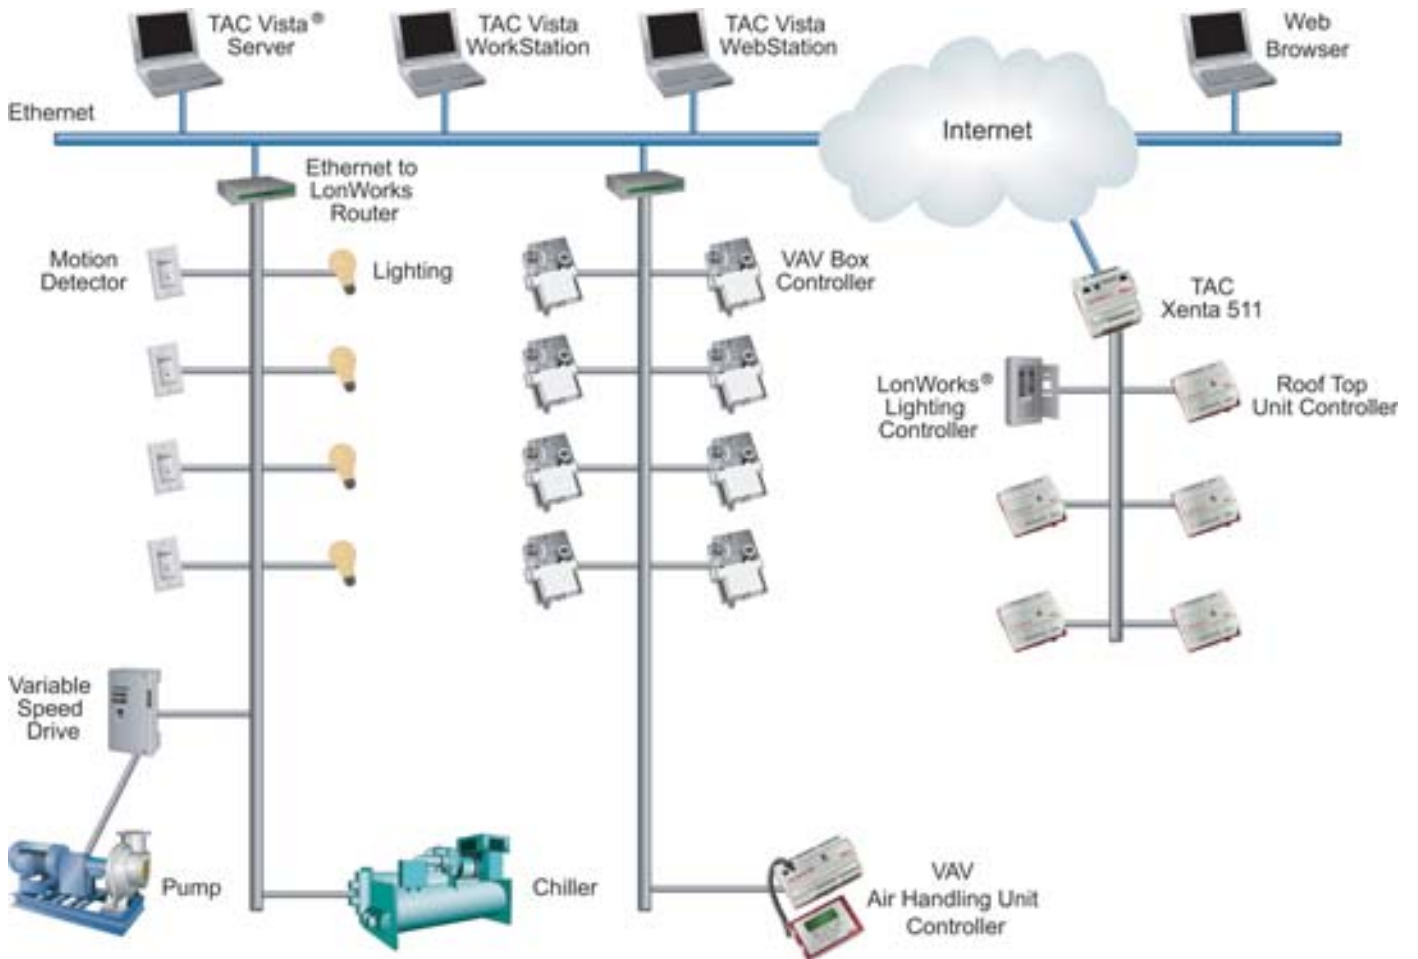 TAC Vista®
Server
TAC Vista
WorkStation
TAC Vista
WebStation
Web
Browser
Ethernet
Internet
Ethernet to
LonWorks
Router
Motion
Detector
Lighting
VAV Box
Controller
TAC
Xenta 511
LonWorks®
Lighting
Controller
Roof Top
Unit Controller
Variable
Speed
Drive
Pump
Chiller
VAV
Air Handling Unit
Controller